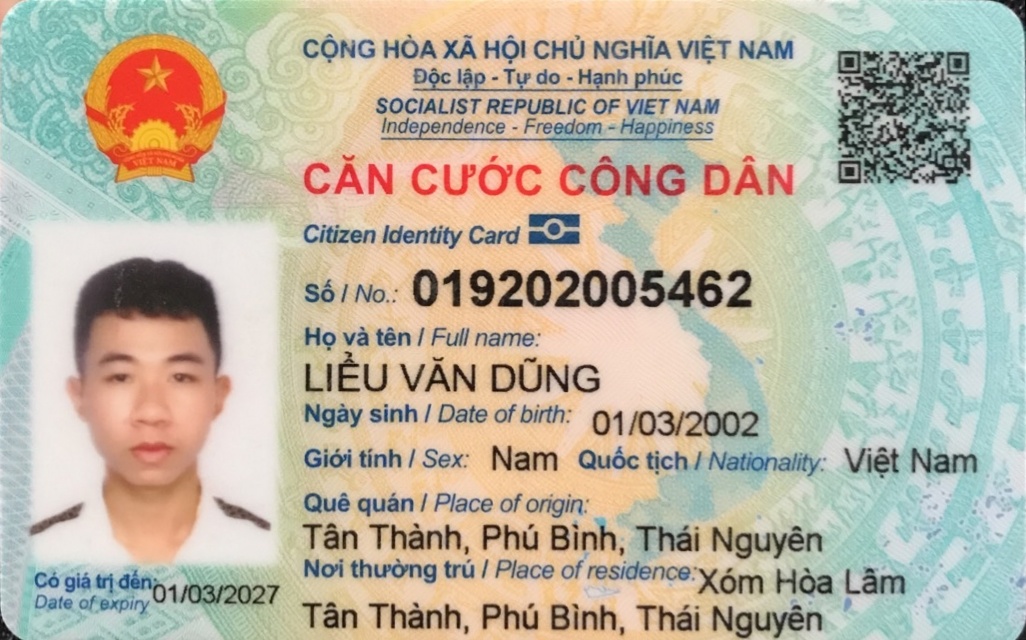 CỘNG HÒA XÃ HỘI CHỦ NGHĨA VIỆT NAM
Độc lập - Tự do - Hạnh phúc
SOCIALIST REPUBLIC OF VIET NAM
Independence - Freedom - Happiness
CĂN CƯỚC CÔNG DÂN
Citizen Identity Card
Số / No.: 019202005462
Họ và tên / Full name:
LIỂU VĂN DŨNG
Ngày sinh / Date of birth: 01/03/2002
Giới tính / Sex: Nam Quốc tịch / Nationality: Việt Nam
Quê quán / Place of origin:
Tân Thành, Phú Bình, Thái Nguyên
Nơi thường trú / Place of residence: Xóm Hòa Lâm
Tân Thành, Phú Bình, Thái Nguyên
Có giá trị đến: 01/03/2027
Date of expiry
VIỆT NAM